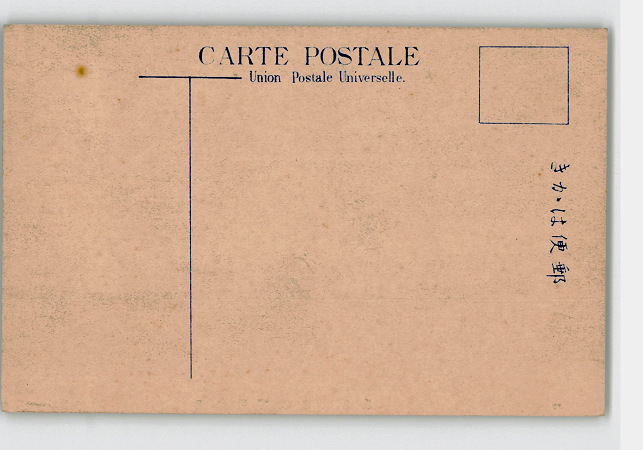 CARTE POSTALE
Union Postale Universelle.
きかは便郵